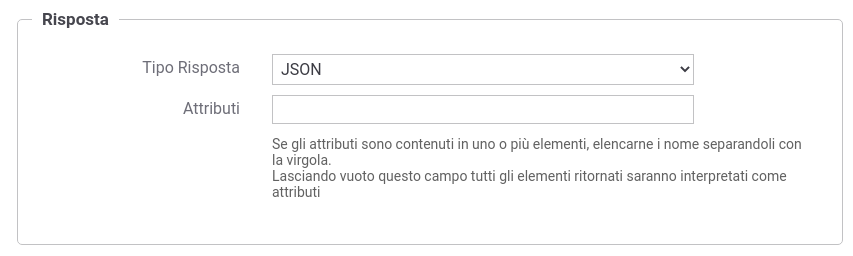 Risposta
Tipo Risposta
JSON
Attributi
Se gli attributi sono contenuti in uno o più elementi, elencarne i nome separandoli con
la virgola.
Lasciando vuoto questo campo tutti gli elementi ritornati saranno interpretati come
attributi